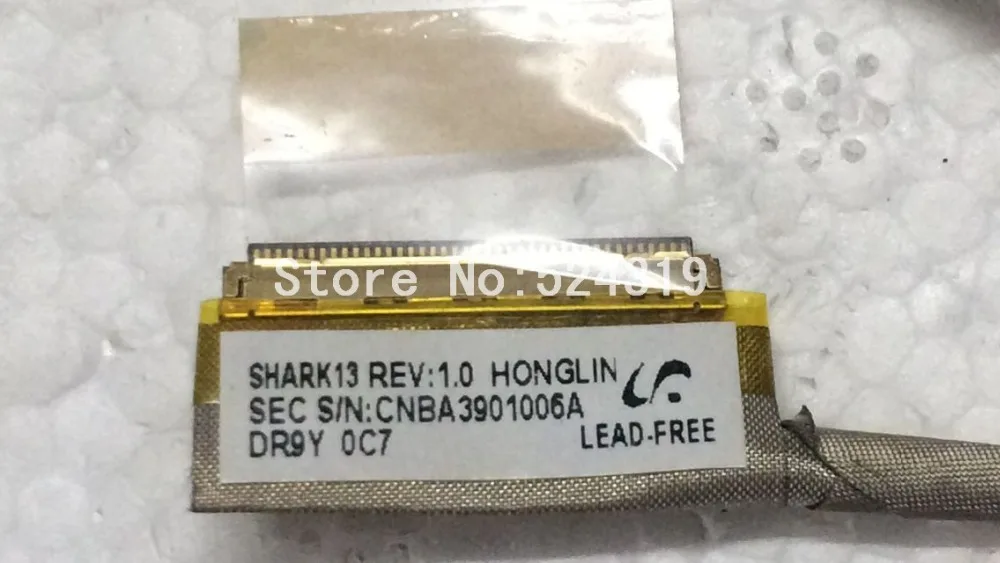 Store No:524319
SHARK13 REV:1.0 HONGLIN
SEC S/N:CNBA3901006A
DR9Y 0C7
LEAD-FREE